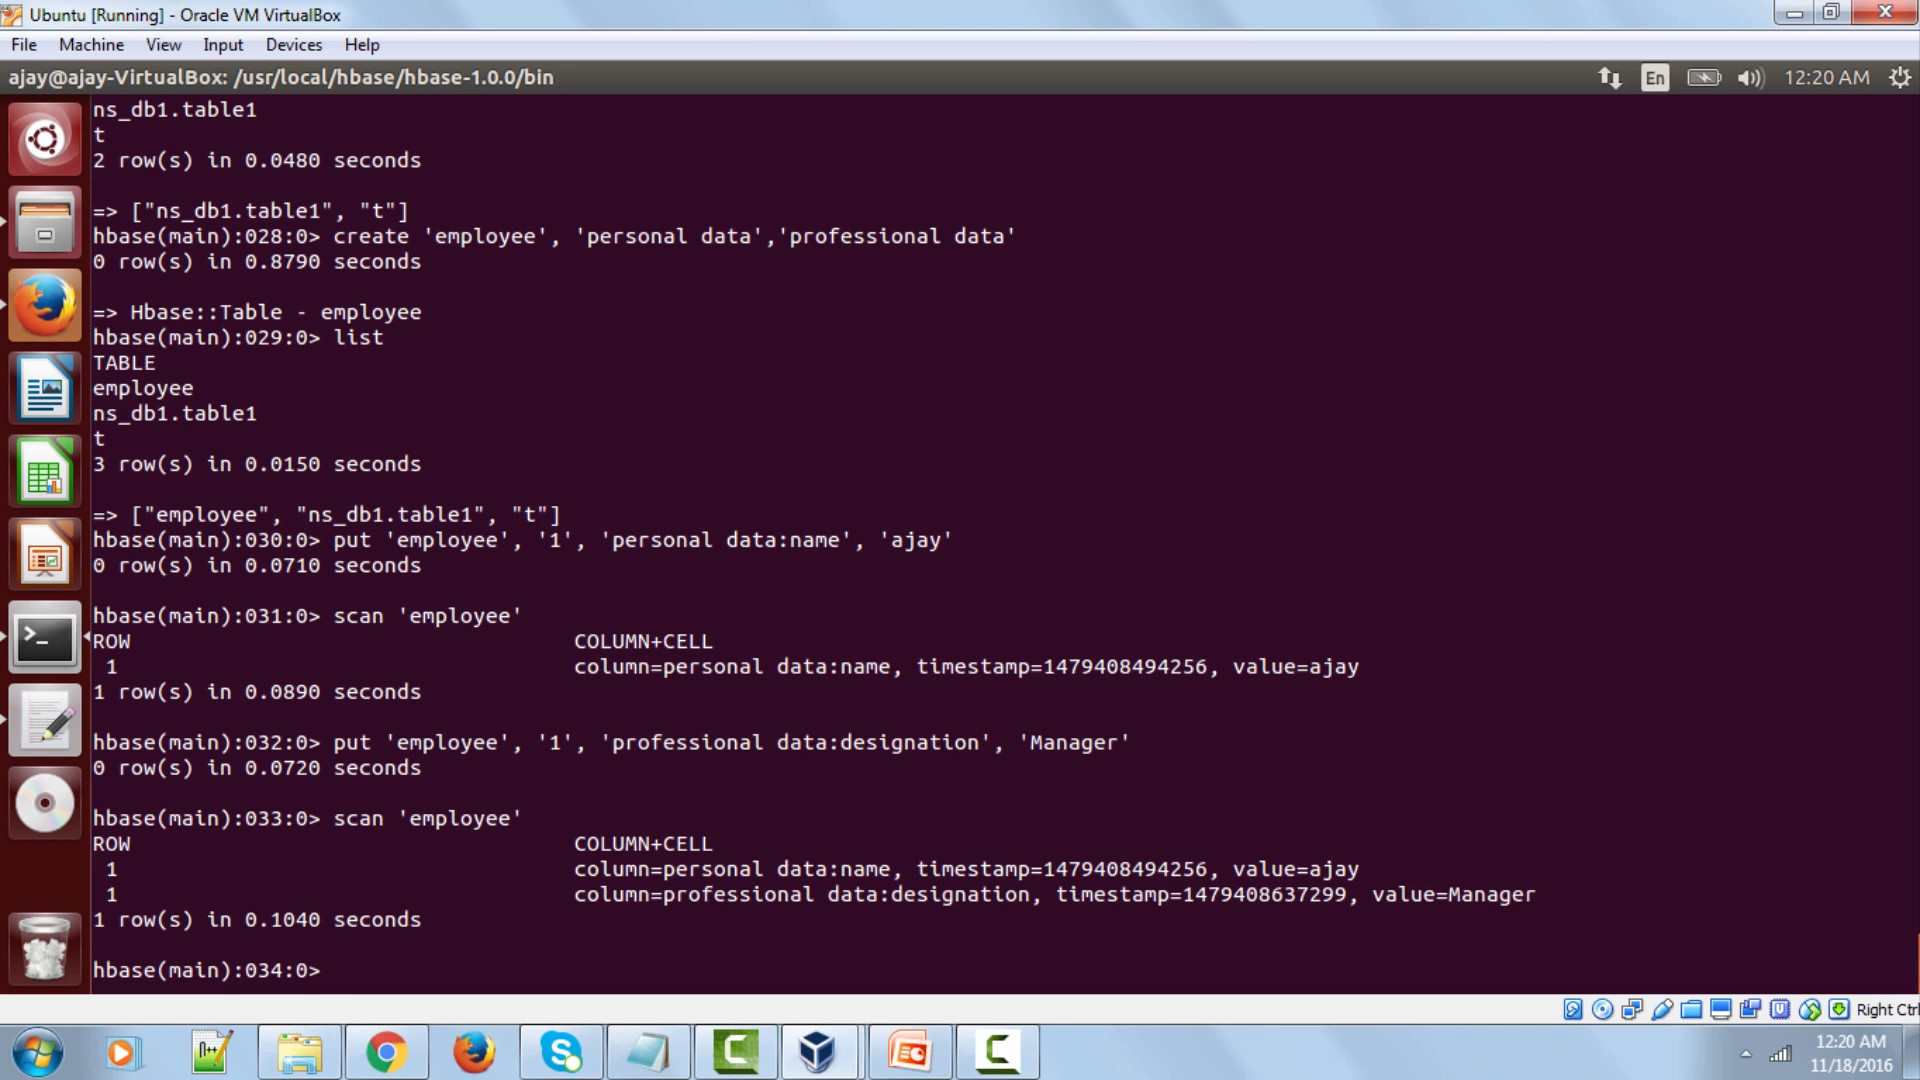 Ubuntu [Running] - Oracle VM VirtualBox
File Machine View Input Devices Help
ajay@ajay-VirtualBox: /usr/local/hbase/hbase-1.0.0/bin En 12:20 AM
ns_db1.table1
t
2 row(s) in 0.0480 seconds
=> ["ns_db1.table1", "t"]
hbase(main):028:0> create 'employee', 'personal data','professional data'
0 row(s) in 0.8790 seconds
=> Hbase::Table - employee
hbase(main):029:0> list
TABLE
employee
ns_db1.table1
t
3 row(s) in 0.0150 seconds
=> ["employee", "ns_db1.table1", "t"]
hbase(main):030:0> put 'employee', '1', 'personal data:name', 'ajay'
0 row(s) in 0.0710 seconds
hbase(main):031:0> scan 'employee'
ROW COLUMN+CELL
1 column=personal data:name, timestamp=1479408494256, value=ajay
1 row(s) in 0.0890 seconds
hbase(main):032:0> put 'employee', '1', 'professional data:designation', 'Manager'
0 row(s) in 0.0720 seconds
hbase(main):033:0> scan 'employee'
ROW COLUMN+CELL
1 column=personal data:name, timestamp=1479408494256, value=ajay
1 column=professional data:designation, timestamp=1479408637299, value=Manager
1 row(s) in 0.1040 seconds
hbase(main):034:0>
Right Ctrl
12:20 AM
11/18/2016